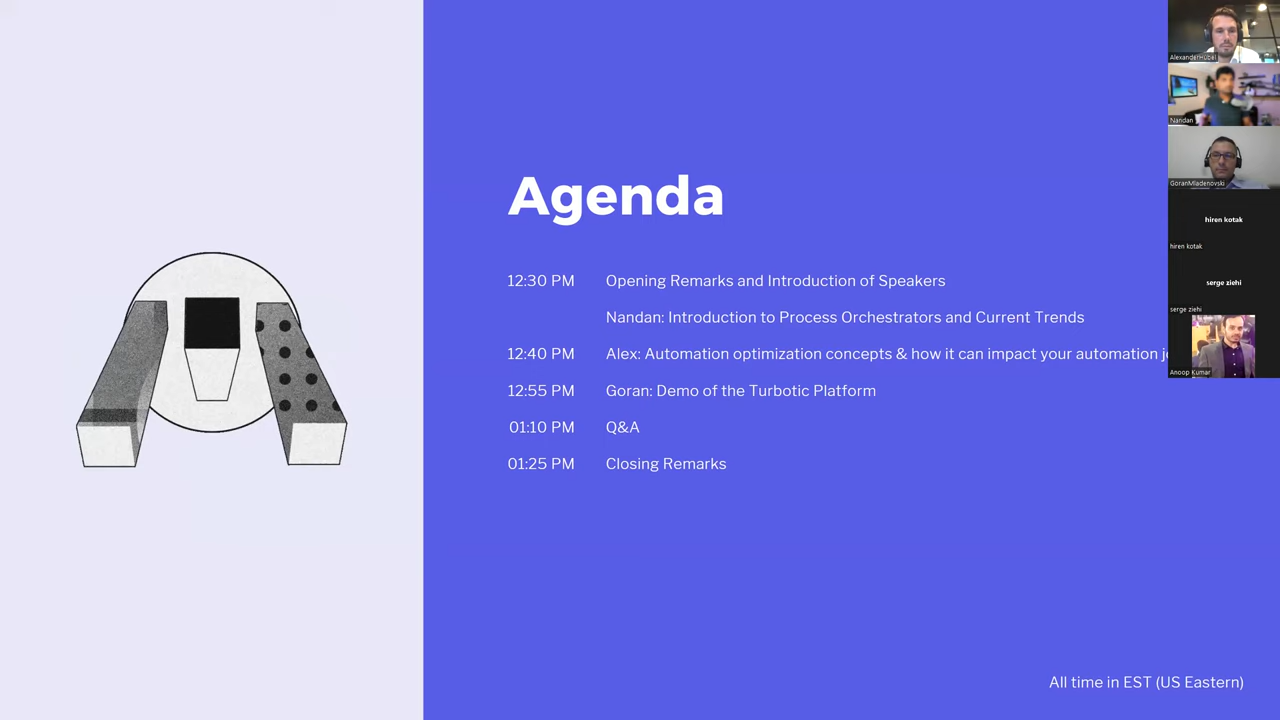 Agenda
12:30 PM Opening Remarks and Introduction of Speakers
Nandan: Introduction to Process Orchestrators and Current Trends
12:40 PM Alex: Automation optimization concepts & how it can impact your automation
12:55 PM Goran: Demo of the Turbotic Platform
01:10 PM Q&A
01:25 PM Closing Remarks
All time in EST (US Eastern)
AlexanderHübel
Nandan
GoranMladenovski
hiren kotak
hiren kotak
serge ziehi
serge ziehi
Anoop Kumar